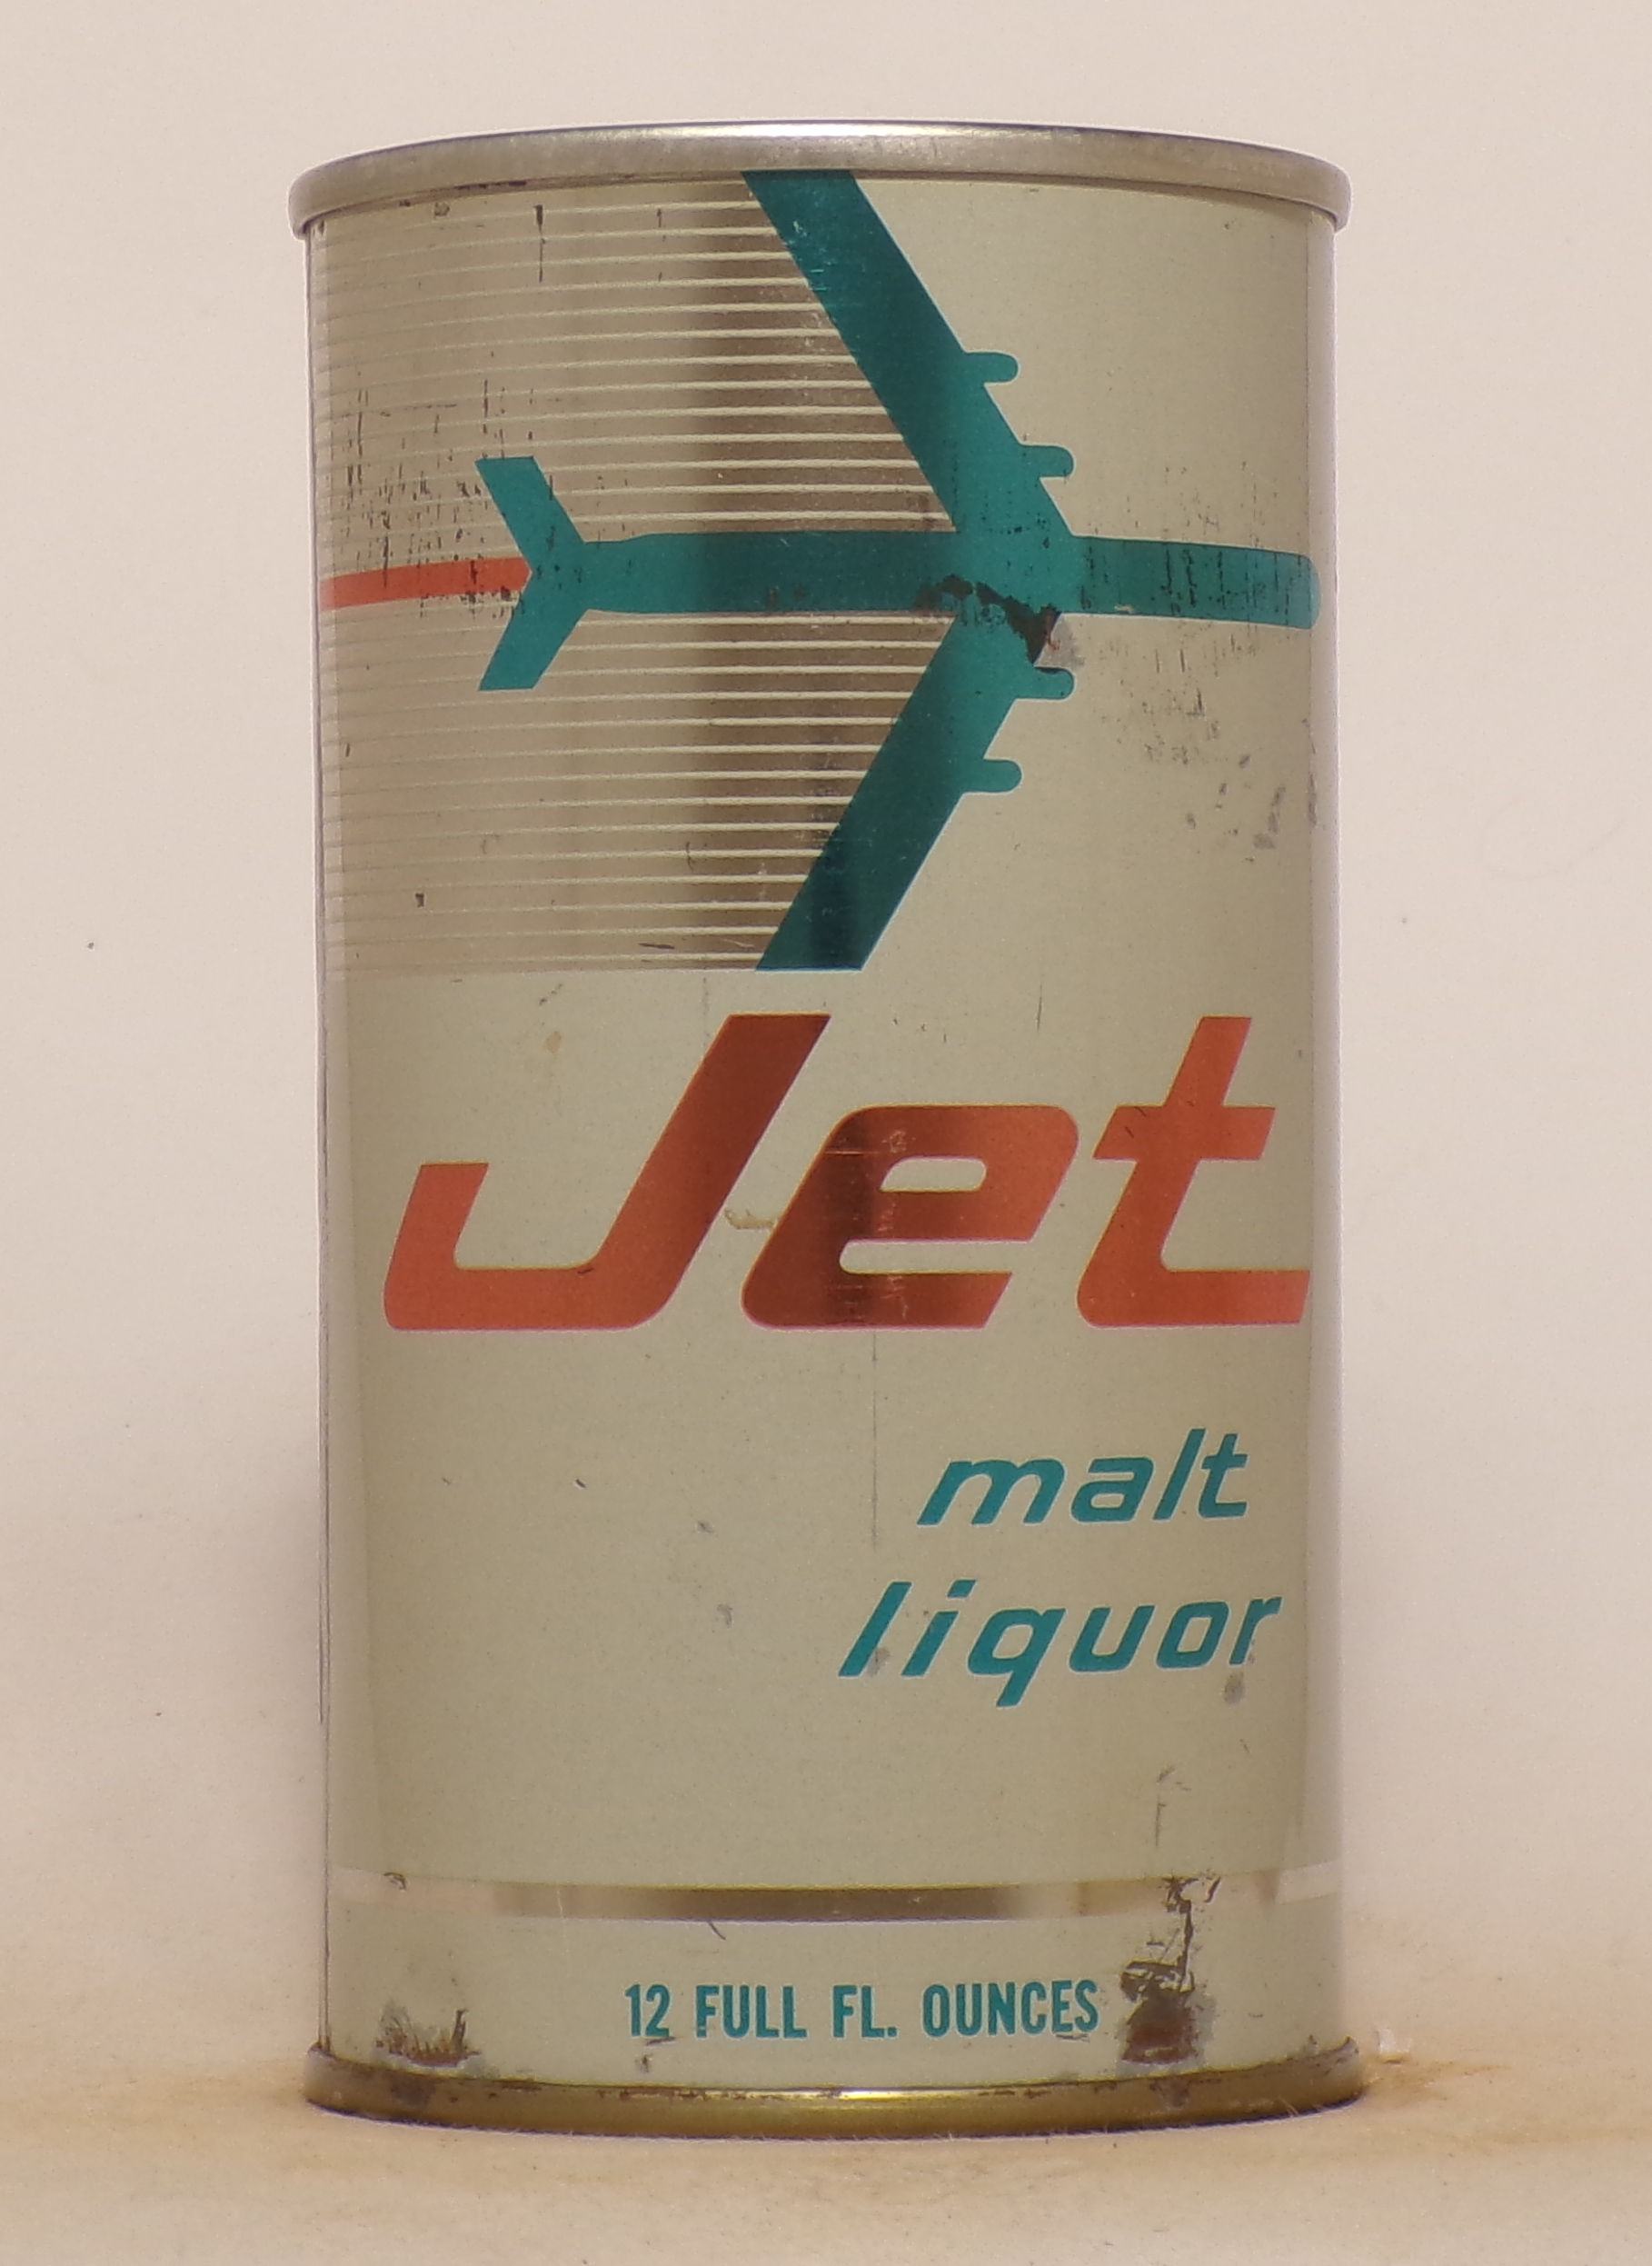 Jet
malt
liquor
12 FULL FL. OUNCES